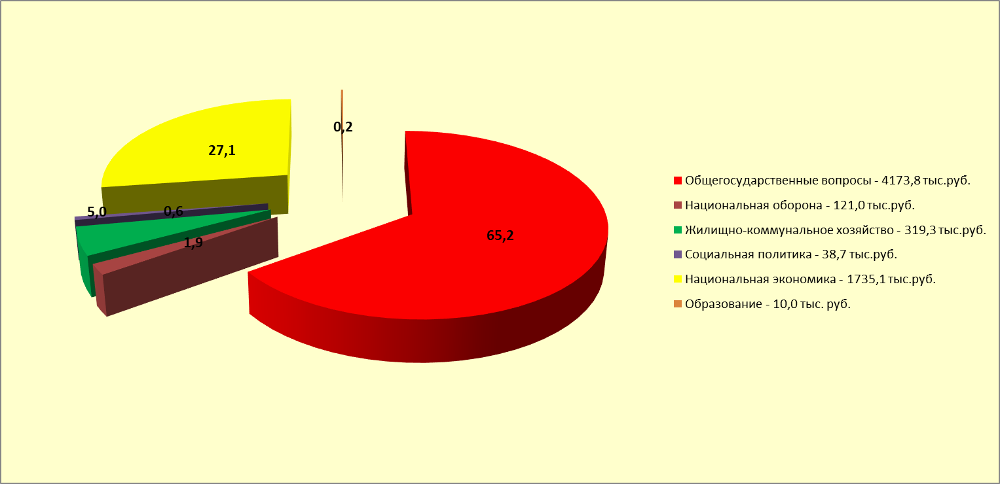 0,2
27,1
5,0
0,6
1,9
65,2
Общегосударственные вопросы - 4173,8 тыс.руб.
Национальная оборона - 121,0 тыс.руб.
Жилищно-коммунальное хозяйство - 319,3 тыс.руб.
Социальная политика - 38,7 тыс.руб.
Национальная экономика - 1735,1 тыс.руб.
Образование - 10,0 тыс. руб.